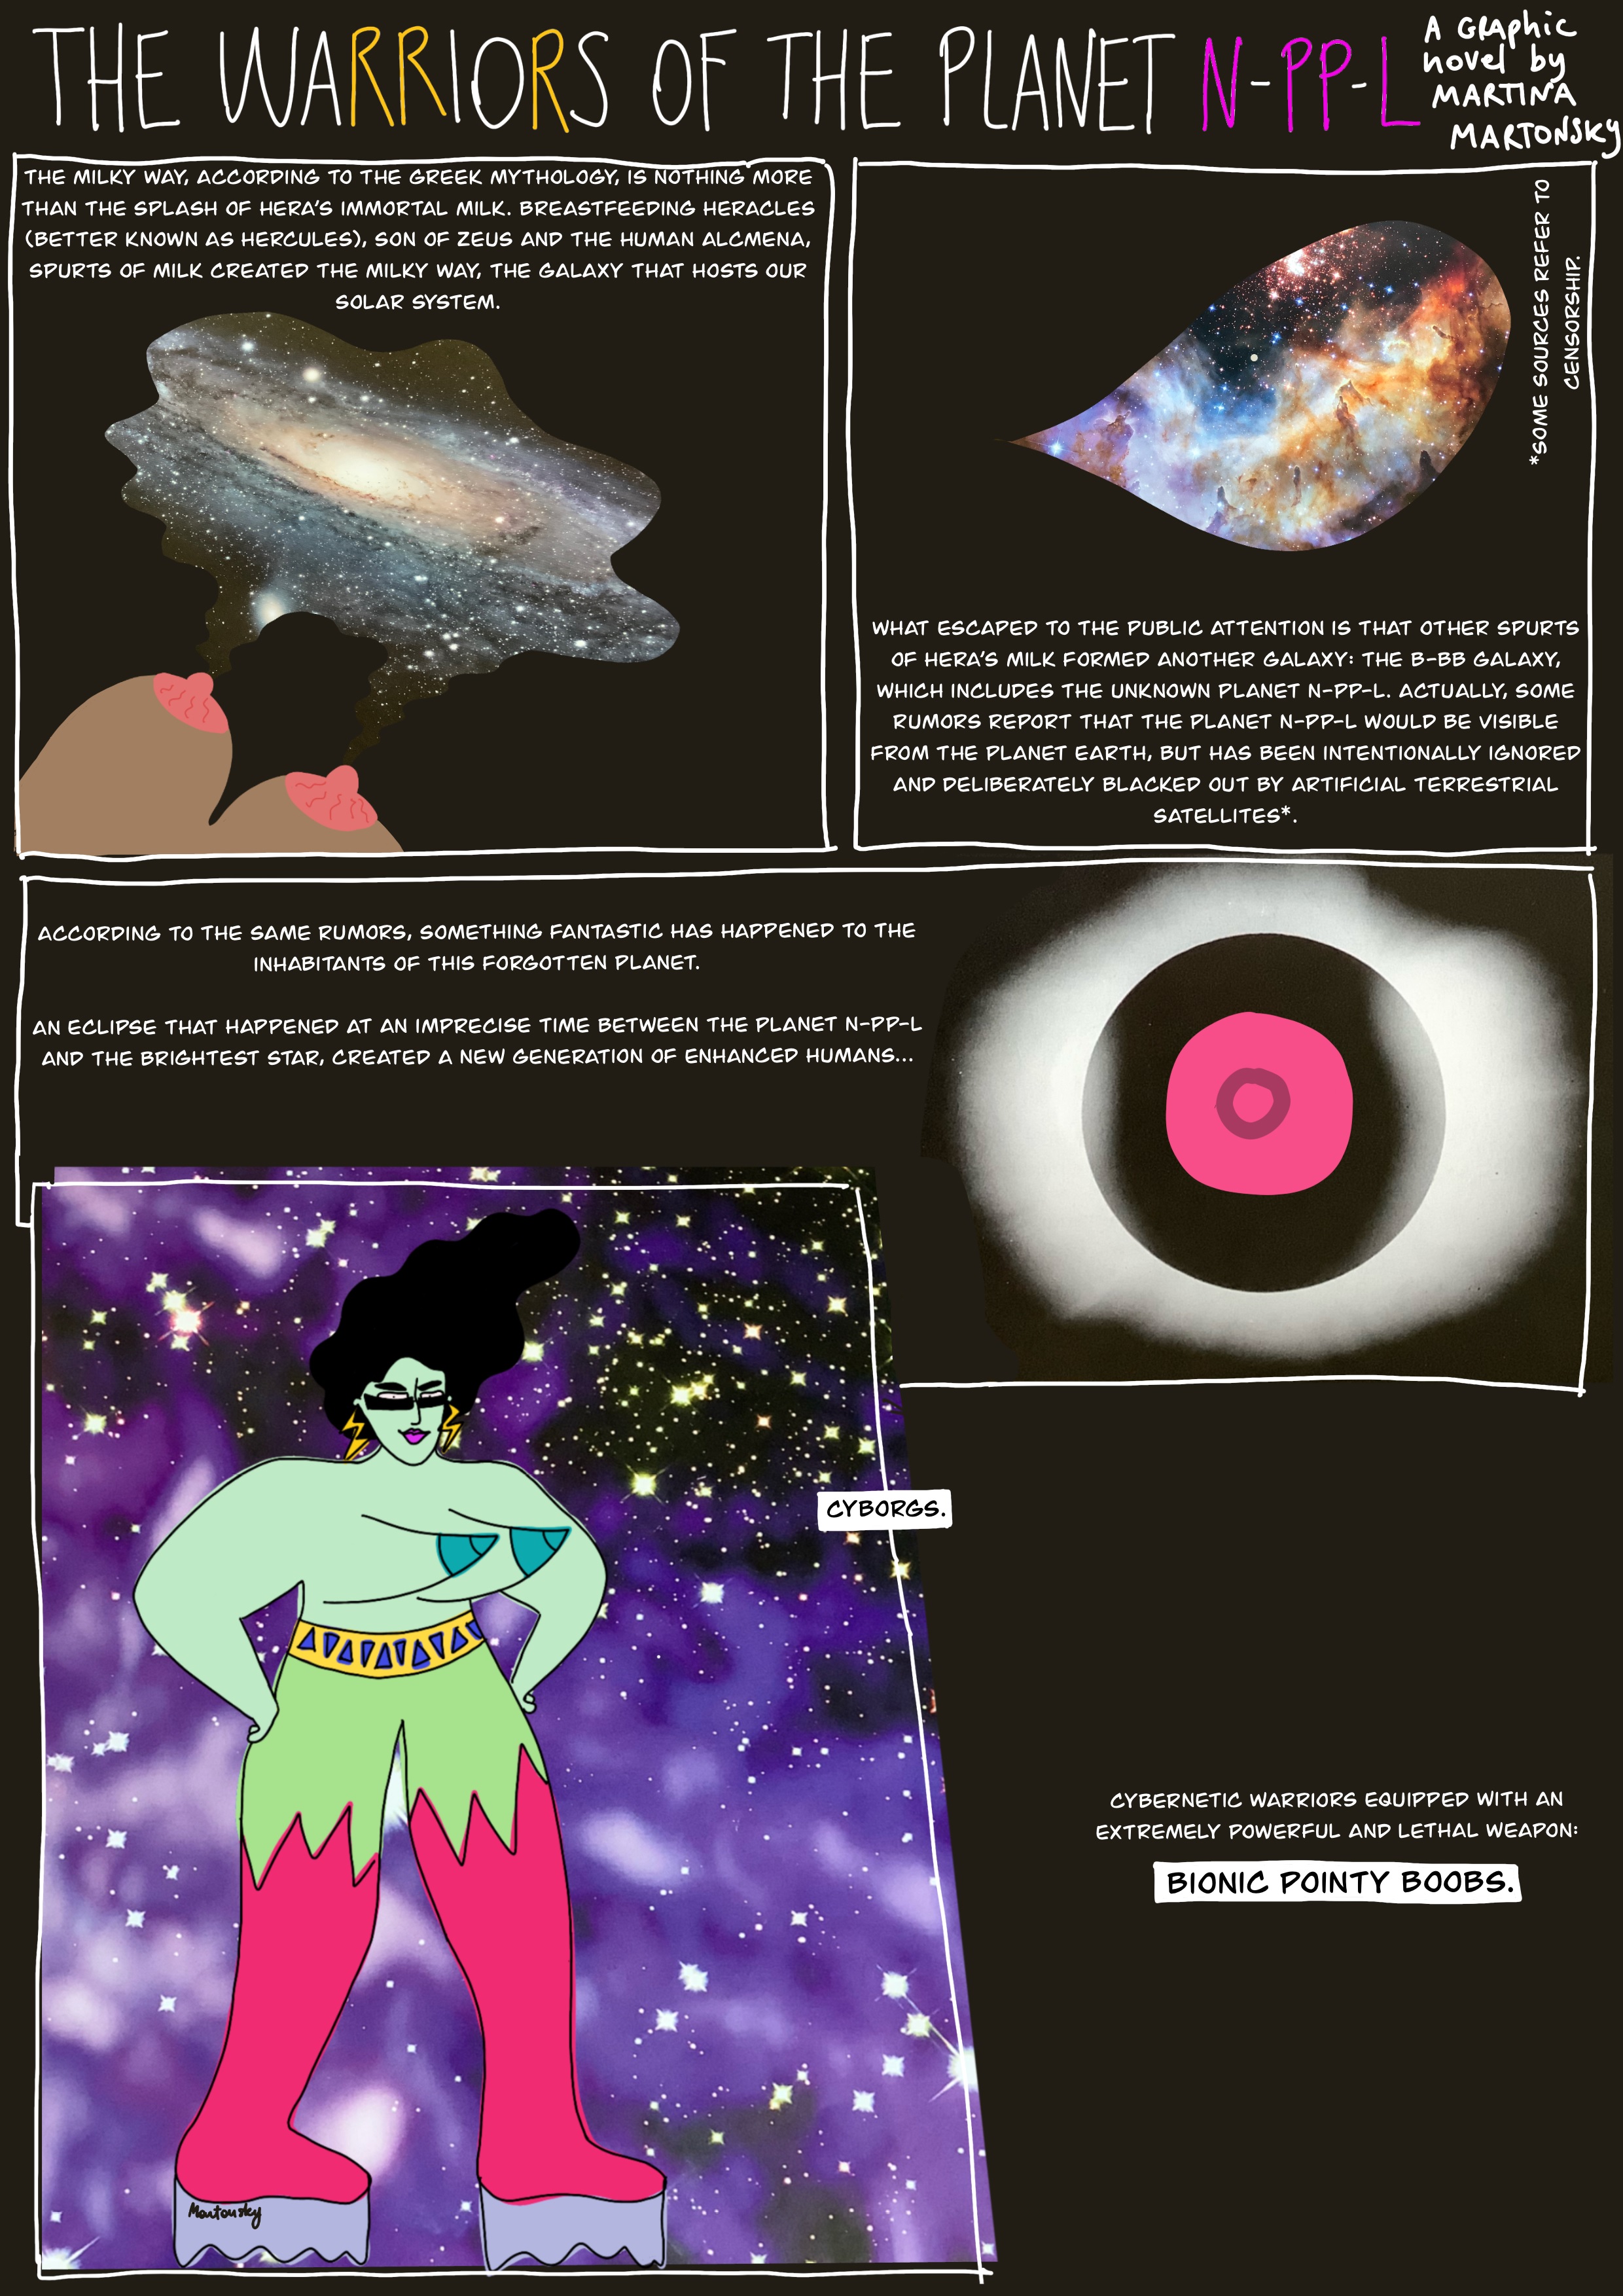 THE WARRIORS OF THE PLANET N-PP-L
A GRAPHIC
novel by
MARTINA
MARTONSKY
THE MILKY WAY, ACCORDING TO THE GREEK MYTHOLOGY, IS NOTHING MORE
THAN THE SPLASH OF HERA'S IMMORTAL MILK. BREASTFEEDING HERACLES
(BETTER KNOWN AS HERCULES), SON OF ZEUS AND THE HUMAN ALCMENA,
SPURTS OF MILK CREATED THE MILKY WAY, THE GALAXY THAT HOSTS OUR
SOLAR SYSTEM.
WHAT ESCAPED TO THE PUBLIC ATTENTION IS THAT OTHER SPURTS
OF HERA'S MILK FORMED ANOTHER GALAXY: THE B-BB GALAXY,
WHICH INCLUDES THE UNKNOWN PLANET N-PP-L. ACTUALLY, SOME
RUMORS REPORT THAT THE PLANET N-PP-L WOULD BE VISIBLE
FROM THE PLANET EARTH, BUT HAS BEEN INTENTIONALLY IGNORED
AND DELIBERATELY BLACKED OUT BY ARTIFICIAL TERRESTRIAL
SATELLITES*.
*SOME SOURCES REFER TO
CENSORSHIP.
ACCORDING TO THE SAME RUMORS, SOMETHING FANTASTIC HAS HAPPENED TO THE
INHABITANTS OF THIS FORGOTTEN PLANET.
AN ECLIPSE THAT HAPPENED AT AN IMPRECISE TIME BETWEEN THE PLANET N-PP-L
AND THE BRIGHTEST STAR, CREATED A NEW GENERATION OF ENHANCED HUMANS...
CYBORGS.
CYBERNETIC WARRIORS EQUIPPED WITH AN
EXTREMELY POWERFUL AND LETHAL WEAPON:
BIONIC POINTY BOOBS.
Martonsky